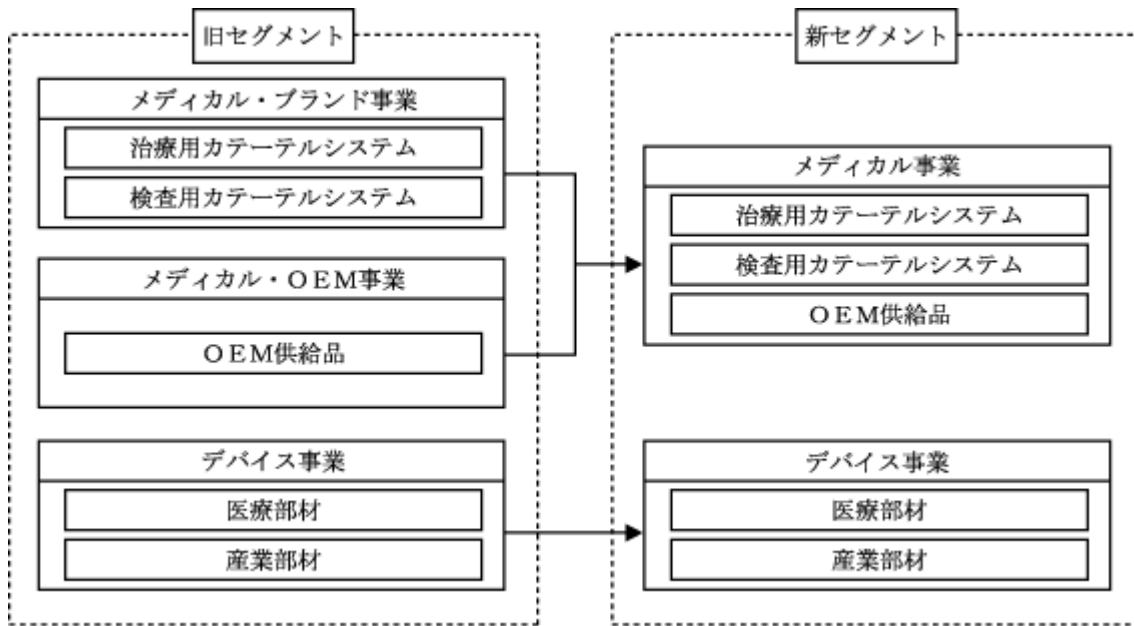 旧セグメント
メディカル・ブランド事業
治療用カテーテルシステム
検査用カテーテルシステム
メディカル・ＯＥＭ事業
ＯＥＭ供給品
デバイス事業
医療部材
産業部材
新セグメント
メディカル事業
治療用カテーテルシステム
検査用カテーテルシステム
ＯＥＭ供給品
デバイス事業
医療部材
産業部材